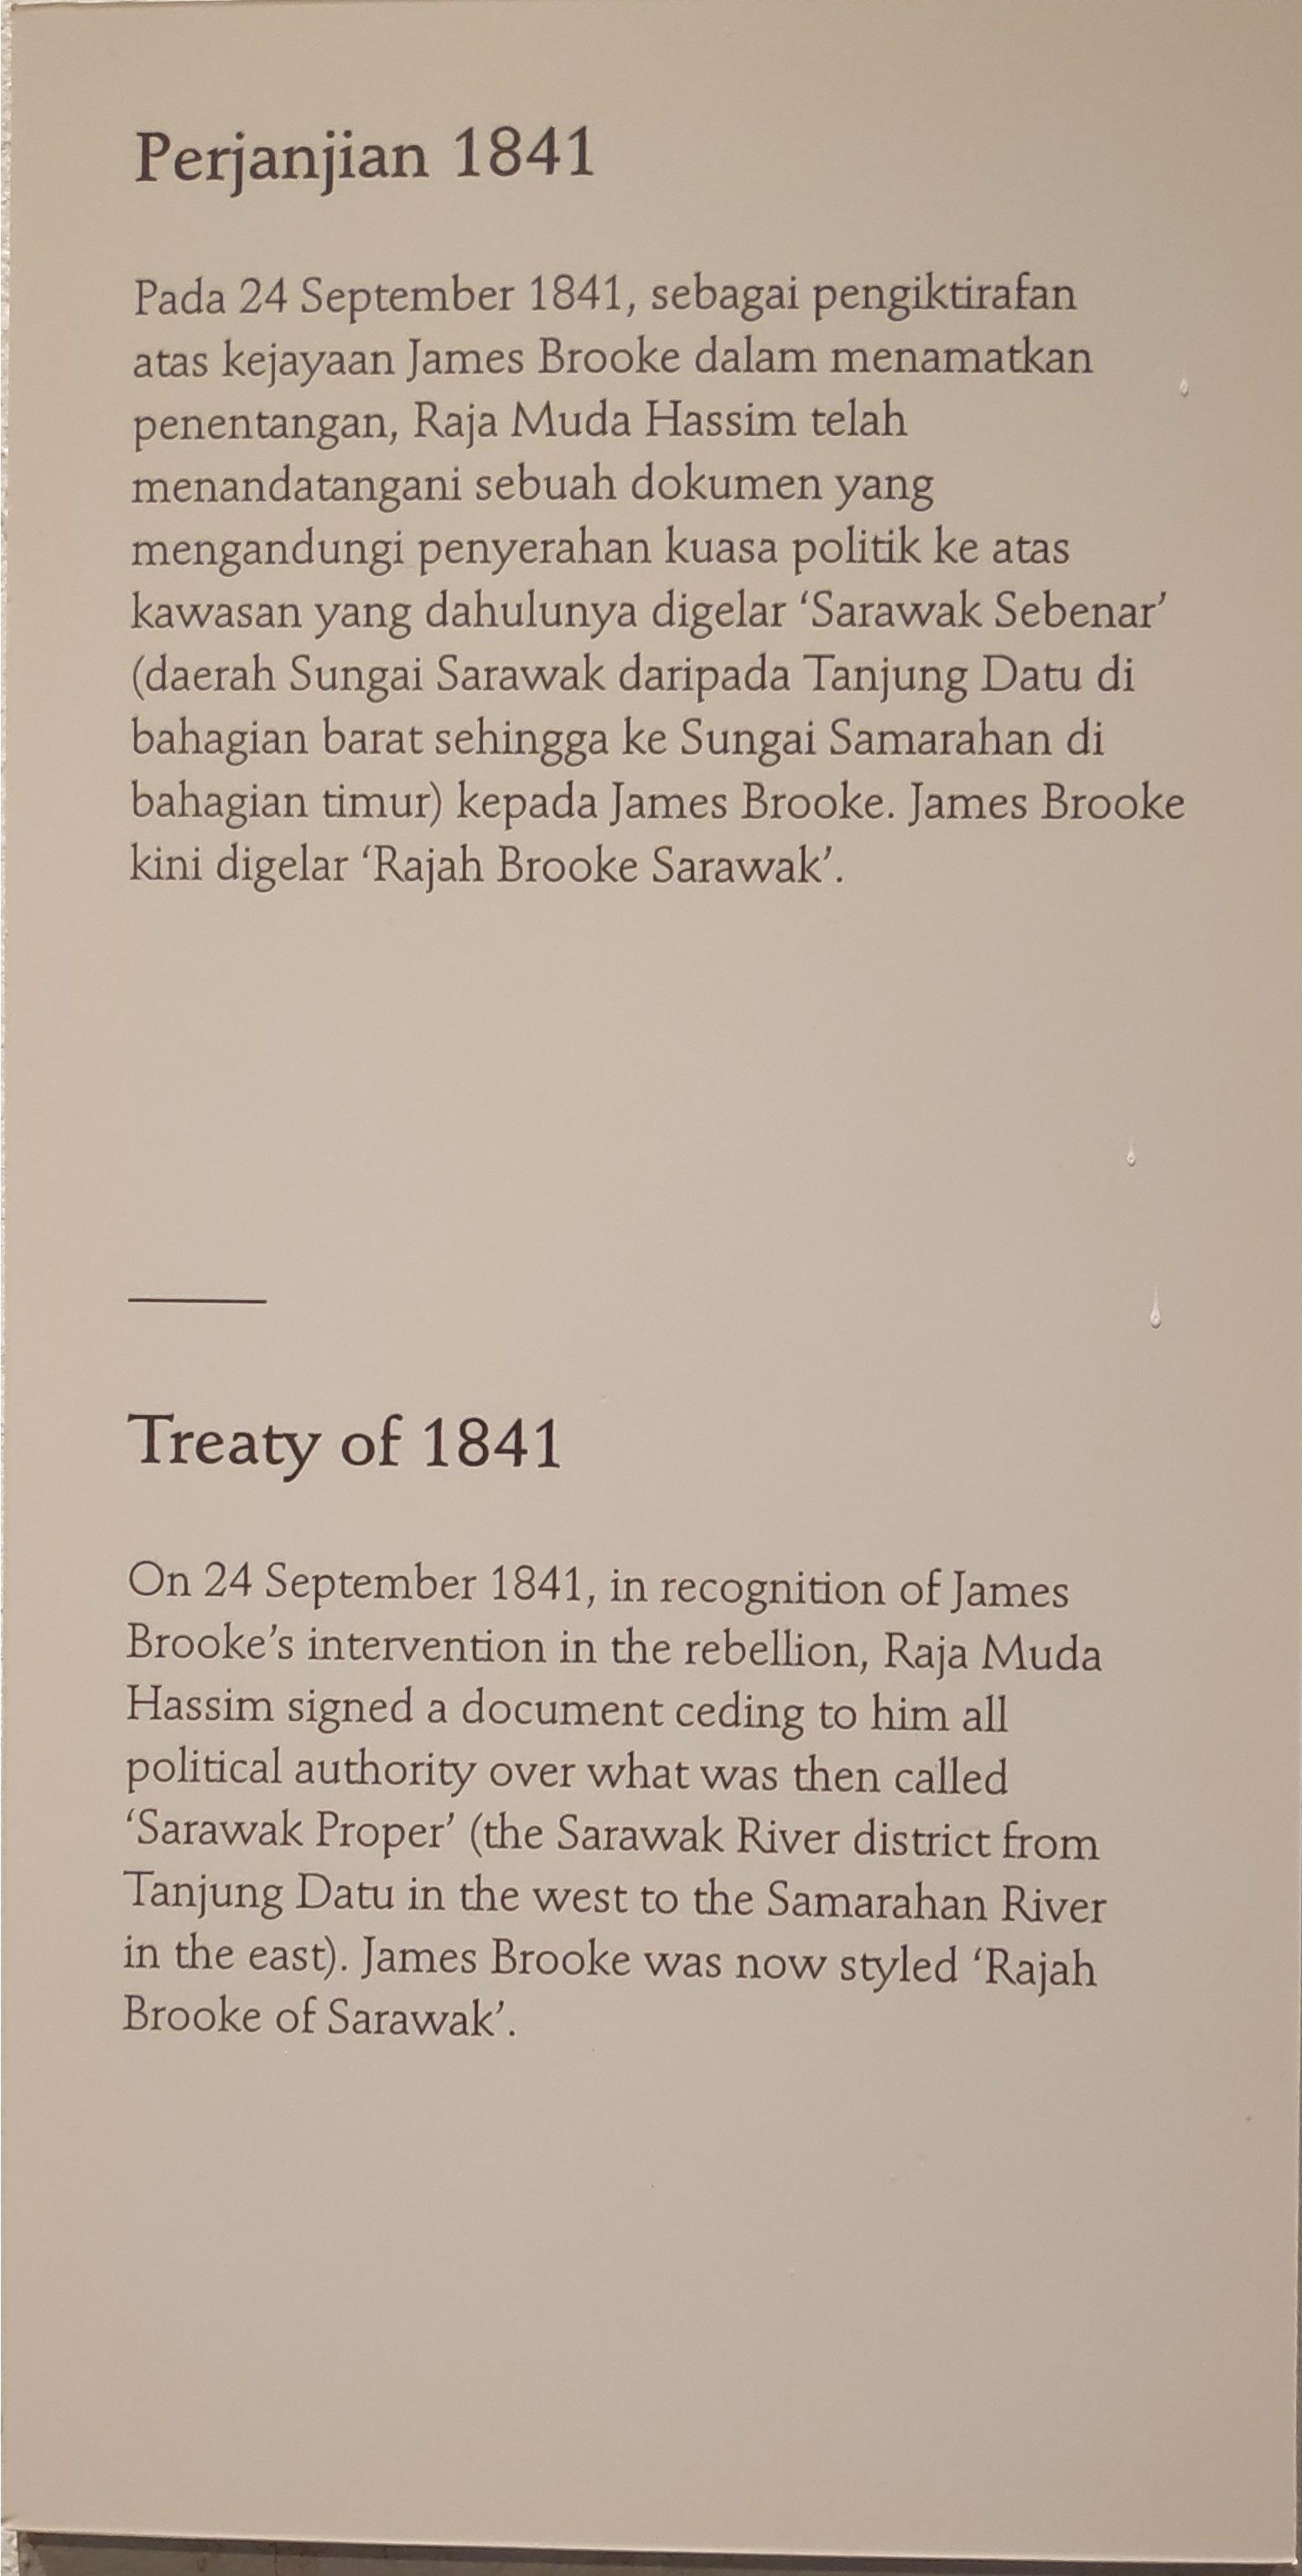 Perjanjian 1841
Pada 24 September 1841, sebagai pengiktirafan
atas kejayaan James Brooke dalam menamatkan
penentangan, Raja Muda Hassim telah
menandatangani sebuah dokumen yang
mengandungi penyerahan kuasa politik ke atas
kawasan yang dahulunya digelar ‘Sarawak Sebenar’
(daerah Sungai Sarawak daripada Tanjung Datu di
bahagian barat sehingga ke Sungai Samarahan di
bahagian timur) kepada James Brooke. James Brooke
kini digelar ‘Rajah Brooke Sarawak’.
Treaty of 1841
On 24 September 1841, in recognition of James
Brooke’s intervention in the rebellion, Raja Muda
Hassim signed a document ceding to him all
political authority over what was then called
‘Sarawak Proper’ (the Sarawak River district from
Tanjung Datu in the west to the Samarahan River
in the east). James Brooke was now styled ‘Rajah
Brooke of Sarawak’.